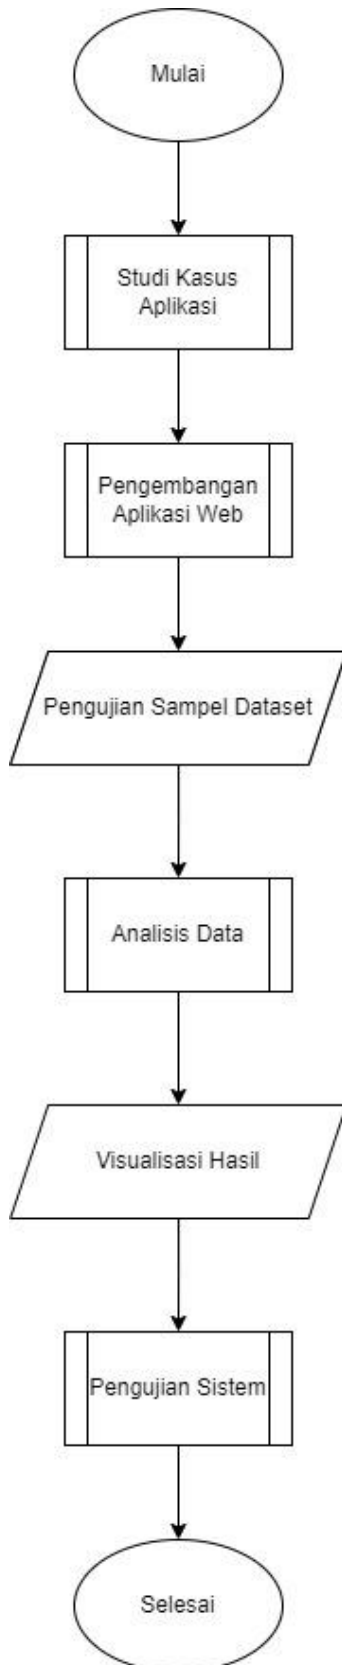 Mulai
Studi Kasus
Aplikasi
Pengembangan
Aplikasi Web
Pengujian Sampel Dataset
Analisis Data
Visualisasi Hasil
Pengujian Sistem
Selesai